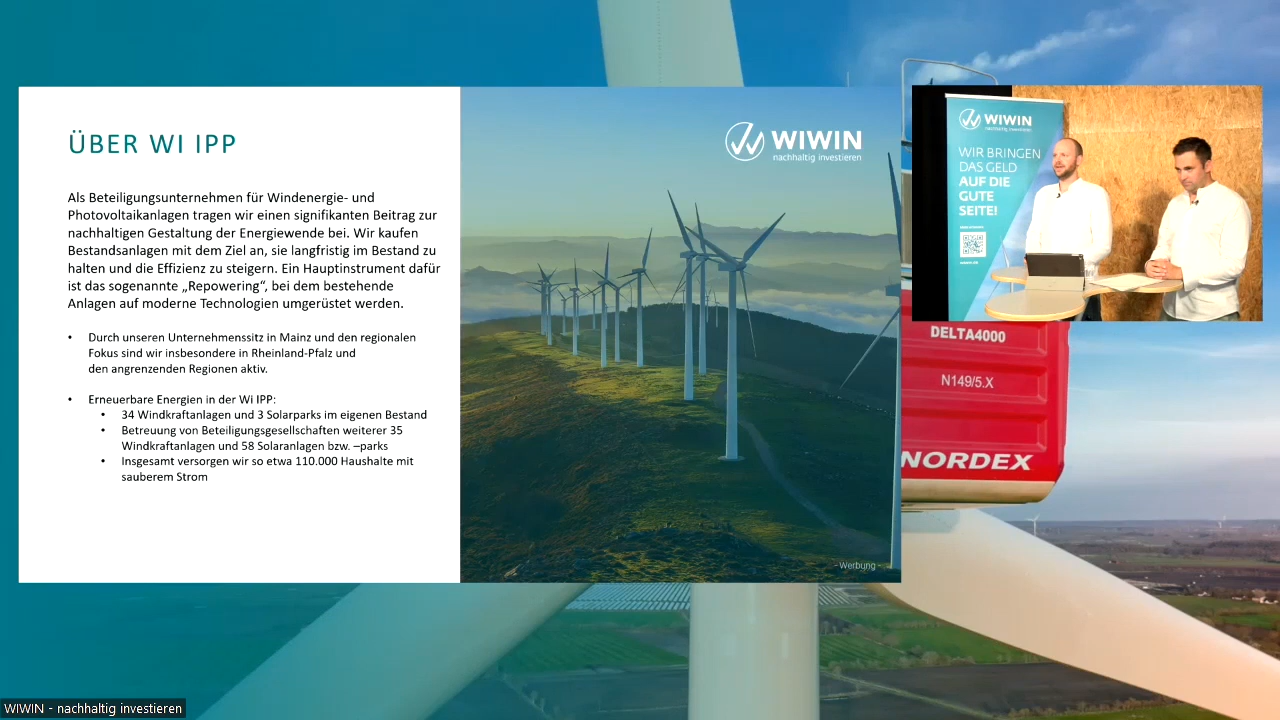 ÜBER WI IPP
Als Beteiligungsunternehmen für Windenergie- und
Photovoltaikanlagen tragen wir einen signifikanten Beitrag zur
nachhaltigen Gestaltung der Energiewende bei. Wir kaufen
Bestandsanlagen mit dem Ziel an, sie langfristig im Bestand zu
halten und die Effizienz zu steigern. Ein Hauptinstrument dafür
ist das sogenannte „Repowering“, bei dem bestehende
Anlagen auf moderne Technologien umgerüstet werden.
• Durch unseren Unternehmenssitz in Mainz und den regionalen
Fokus sind wir insbesondere in Rheinland-Pfalz und
den angrenzenden Regionen aktiv.
• Erneuerbare Energien in der Wi IPP:
• 34 Windkraftanlagen und 3 Solarparks im eigenen Bestand
• Betreuung von Beteiligungsgesellschaften weiterer 35
Windkraftanlagen und 58 Solaranlagen bzw. –parks
• Insgesamt versorgen wir so etwa 110.000 Haushalte mit
sauberem Strom
WIWIN
nachhaltig investieren
- Werbung -
WIWIN
nachhaltig investieren
WIR BRINGEN
DAS GELD
AUF DIE
GUTE
SEITE!
DELTA4000
N149/5.X
NORDEX
WIWIN - nachhaltig investieren